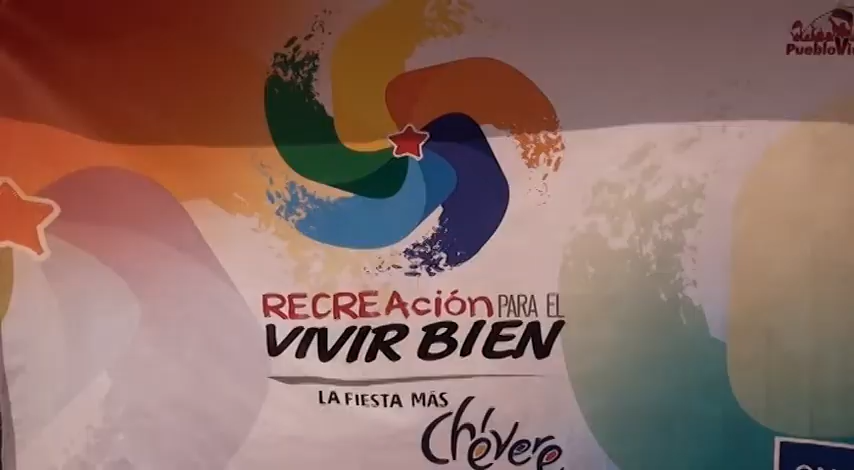 RECREAción PARA EL
VIVIR BIEN
LA FIESTA MÁS
Chévere